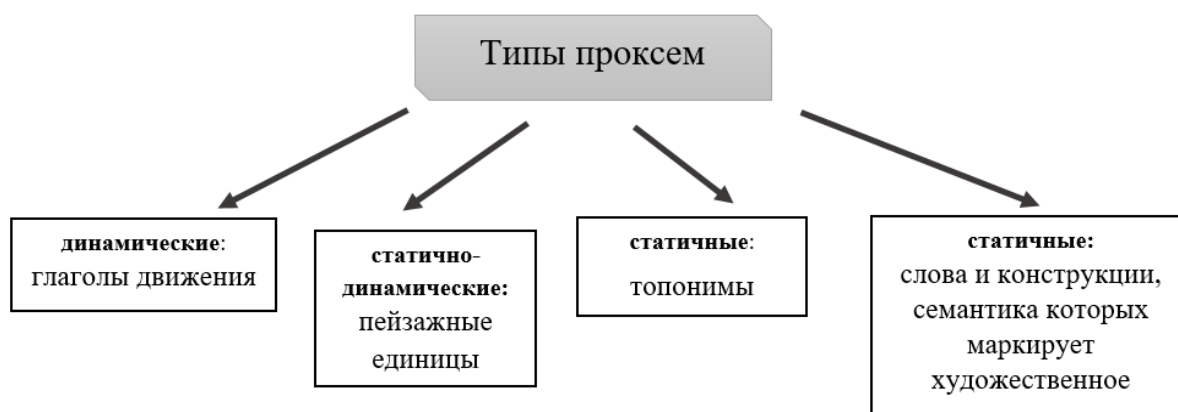 Типы проксем
динамические:
глаголы движения
статично-
динамические:
пейзажные
единицы
статичные:
топонимы
статичные:
слова и конструкции,
семантика которых
маркирует
художественное